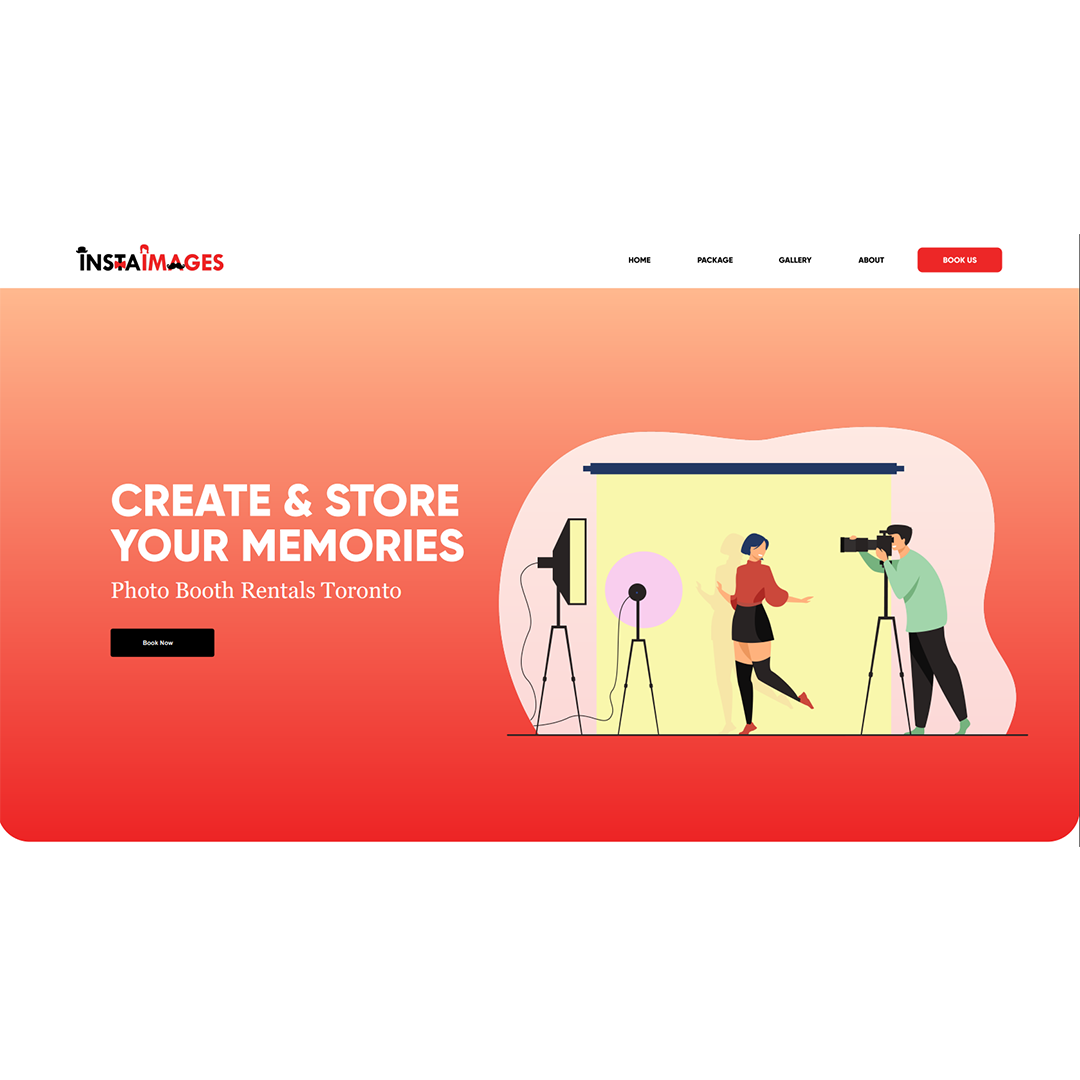 INSTAIMAGES
HOME PACKAGE GALLERY ABOUT BOOK US
CREATE & STORE
YOUR MEMORIES
Photo Booth Rentals Toronto
Book Now